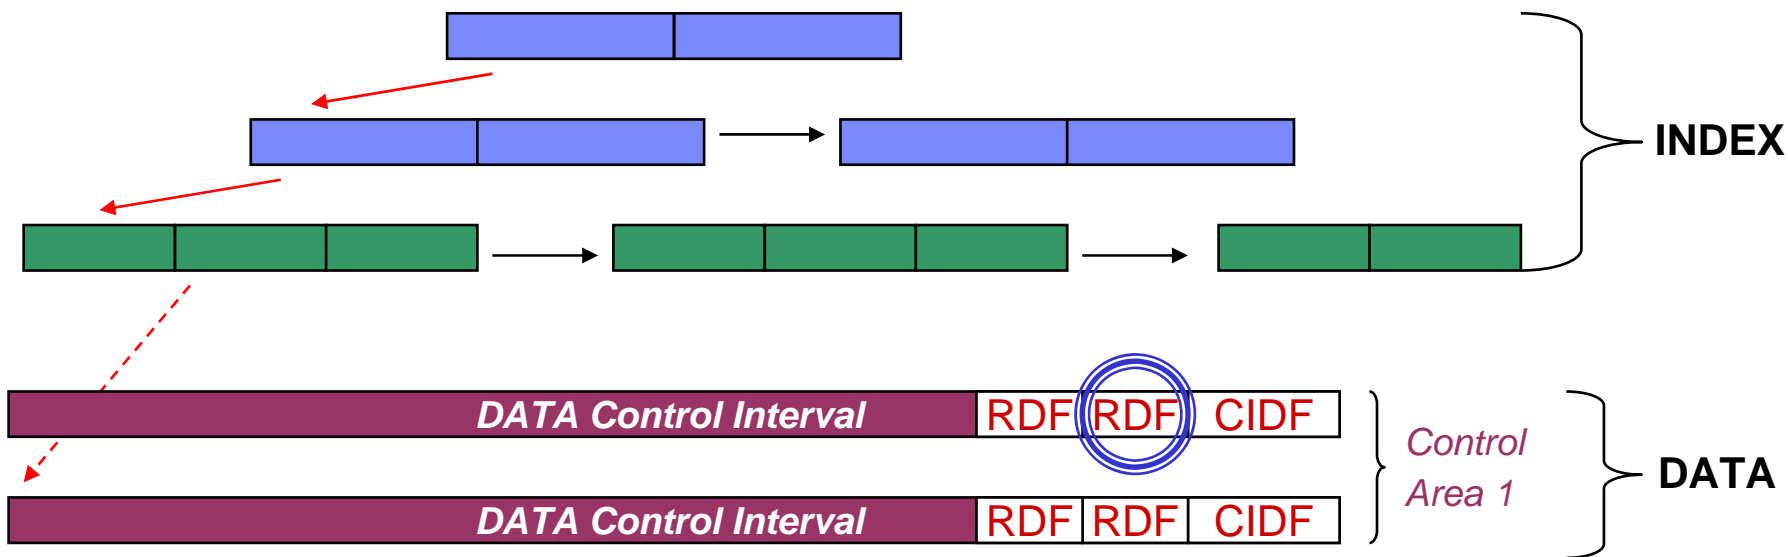 INDEX
DATA Control Interval RDF RDF CIDF
Control
Area 1
DATA
DATA Control Interval RDF RDF CIDF